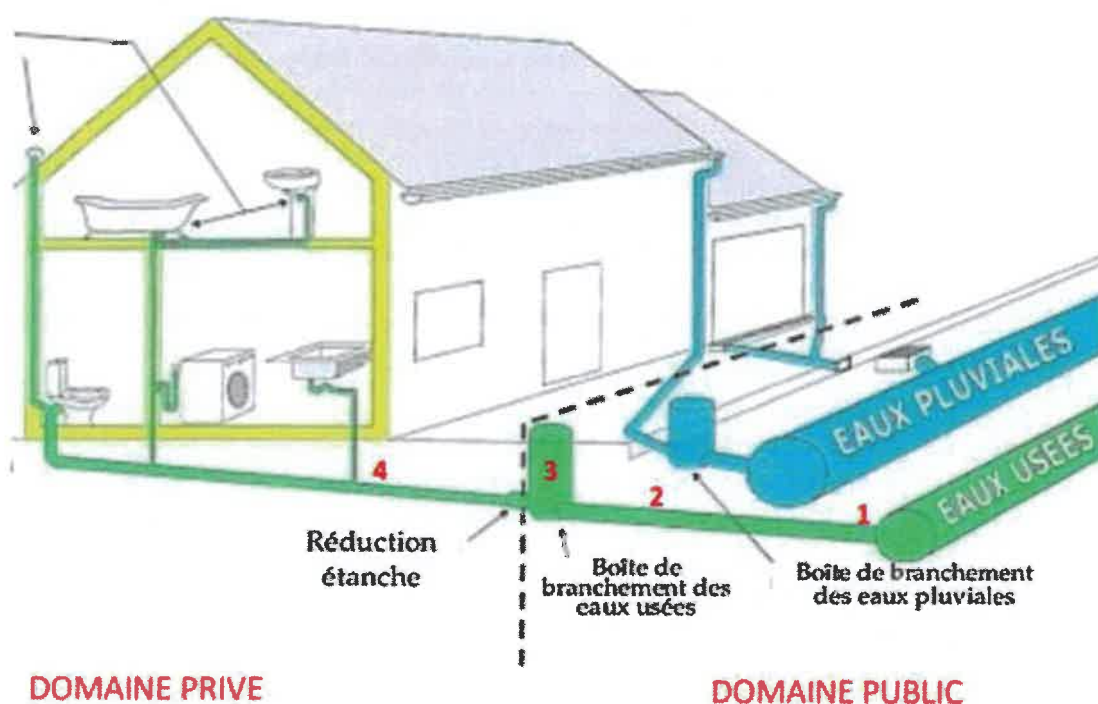 EAUX PLUVIALES
EAUX USÉES
4
3
2
1
Réduction
étanche
Boîte de
branchement des
eaux usées
Boîte de branchement
des eaux pluviales
DOMAINE PRIVE
DOMAINE PUBLIC